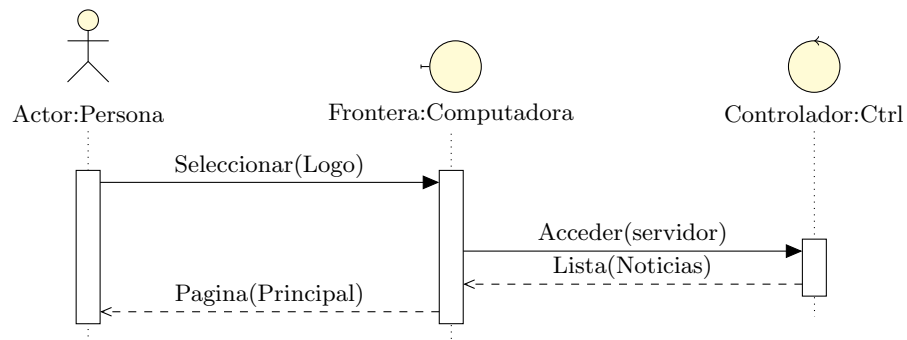 Actor:Persona
Frontera:Computadora
Controlador:Ctrl
Seleccionar(Logo)
Acceder(servidor)
Lista(Noticias)
Pagina(Principal)